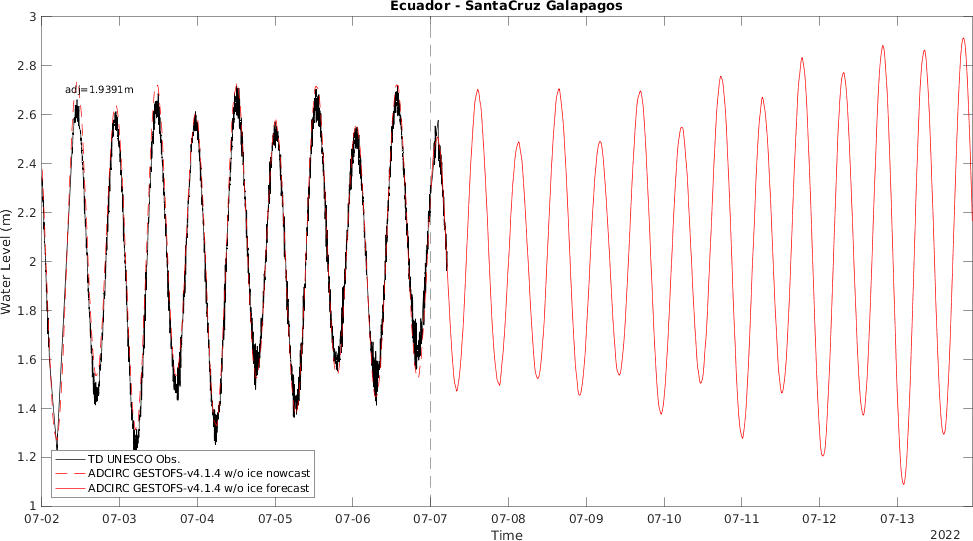 Ecuador - SantaCruz Galapagos
3
2.8
adj=1.9391m
2.6
2.4
2.2
2
1.8
1.6
1.4
1.2
1
Water Level (m)
TD UNESCO Obs.
ADCIRC GESTOFS-v4.1.4 w/o ice nowcast
ADCIRC GESTOFS-v4.1.4 w/o ice forecast
07-02 07-03 07-04 07-05 07-06 07-07 07-08 07-09 07-10 07-11 07-12 07-13
Time
2022